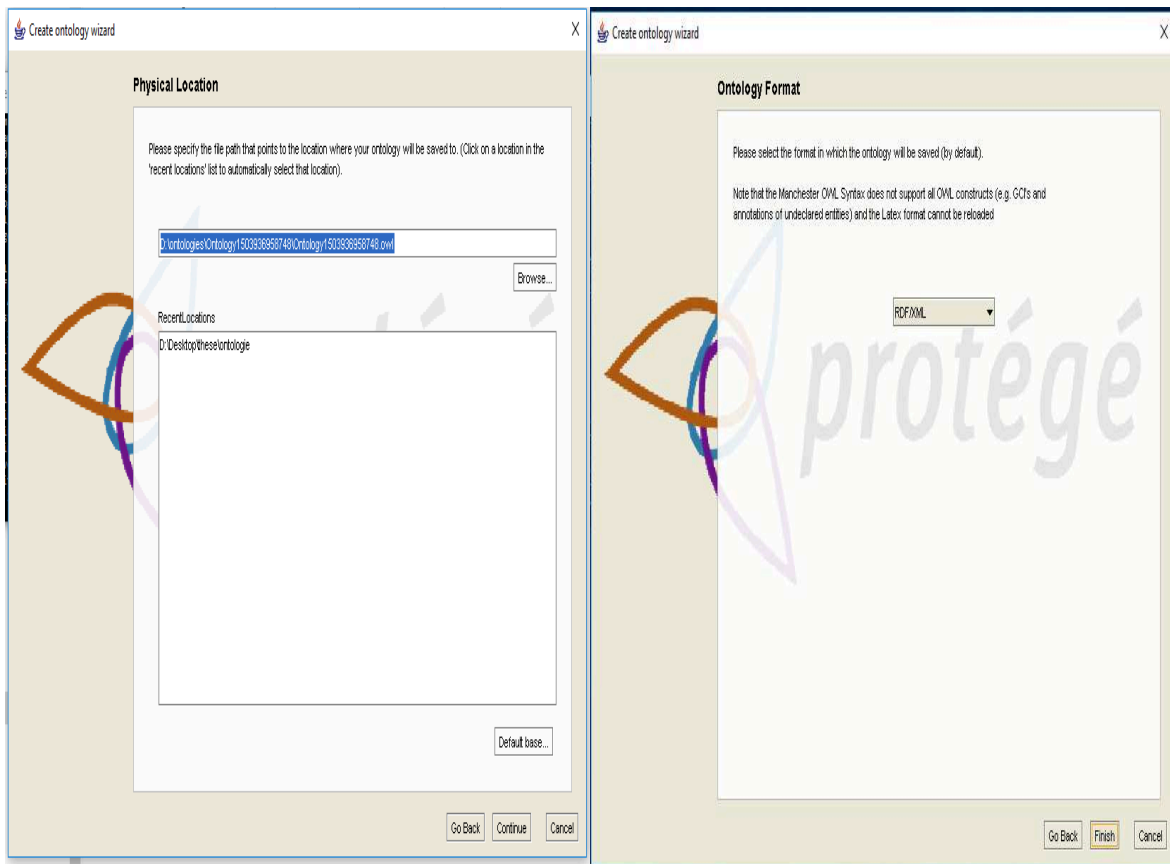 Create ontology wizard
X
Physical Location
Please specify the file path that points to the location where your ontology will be saved to. (Click on a location in the
'recent locations' list to automatically select that location).
D:\ontologies\Ontology1503936958748\Ontology1503936958748.owl
Browse...
RecentLocations
D:\Desktop\these\ontologie
Default base...
Go Back
Continue
Cancel
Create ontology wizard
X
Ontology Format
Please select the format in which the ontology will be saved (by default).
Note that the Manchester OWL Syntax does not support all OWL constructs (e.g. GCI's and
annotations of undeclared entities) and the Latex format cannot be reloaded
RDF/XML
protégé
Go Back
Finish
Cancel